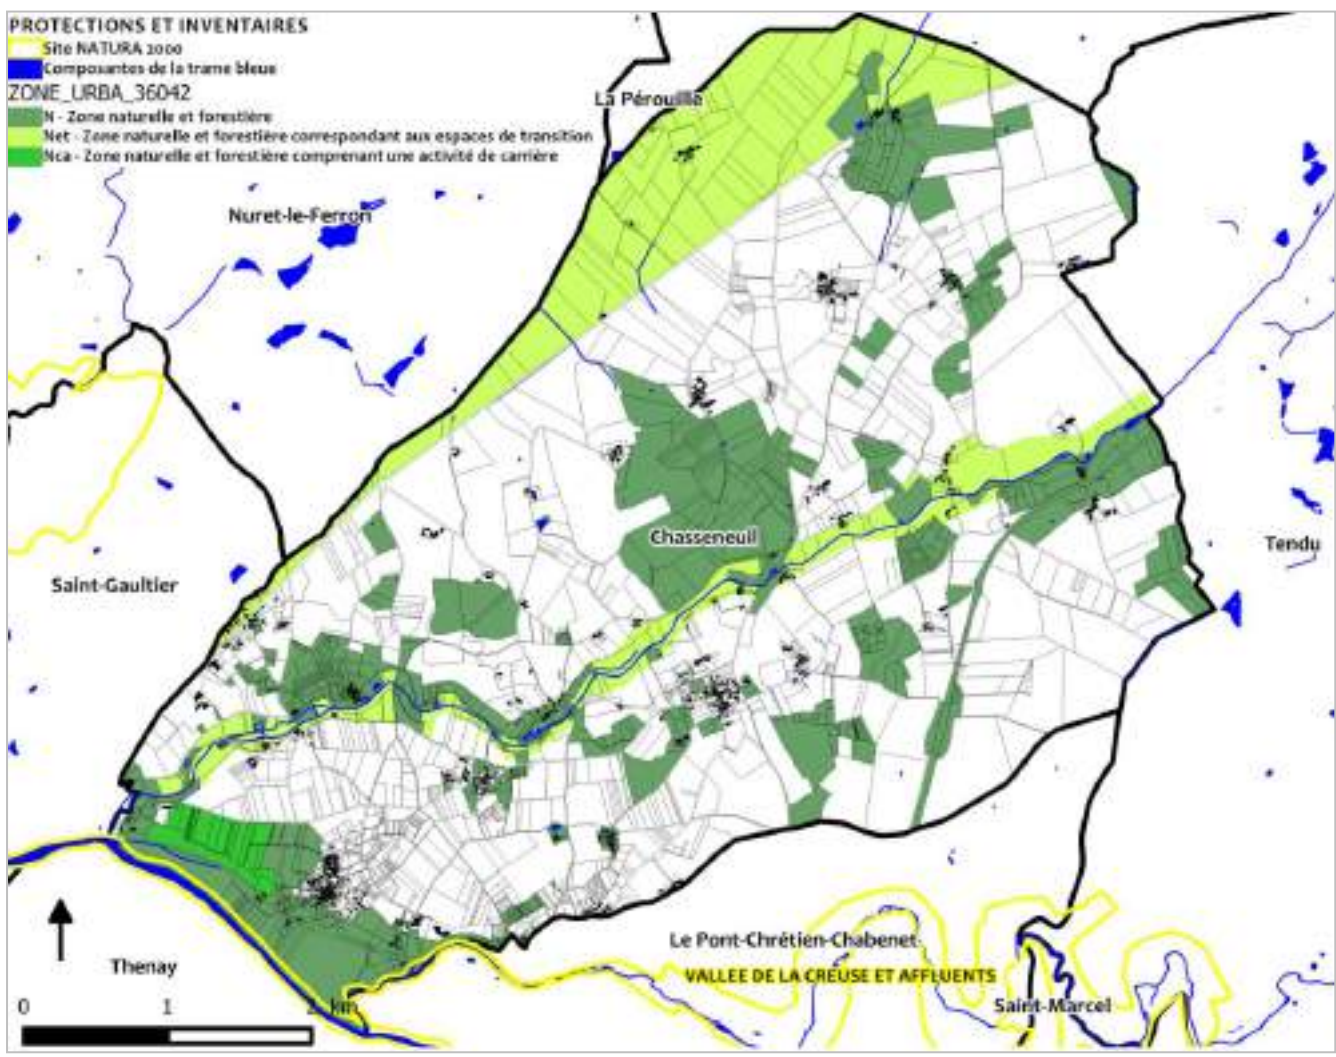 PROTECTIONS ET INVENTAIRES
Site NATURA 2000
Composantes de la trame bleue
ZONE_URBA_36042
N - Zone naturelle et forestière
Net - Zone naturelle et forestière correspondant aux espaces de transition
Nca - Zone naturelle et forestière comprenant une activité de carrière
La Pérouille
Nuret-le-Ferron
Chasseneuil
Tendu
Saint-Gaultier
Le Pont-Chrétien-Chabenet
Thenay
VALLEE DE LA CREUSE ET AFFLUENTS
Saint-Marcel
0 1 2 km